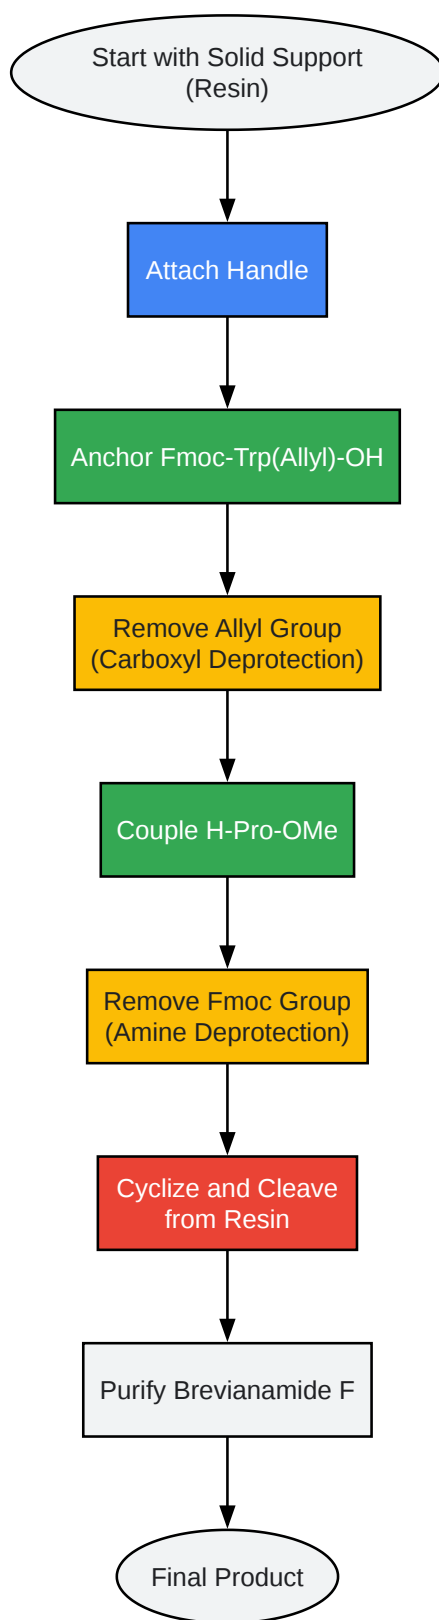 Start with Solid Support
(Resin)
Attach Handle
Anchor Fmoc-Trp(Allyl)-OH
Remove Allyl Group
(Carboxyl Deprotection)
Couple H-Pro-OMe
Remove Fmoc Group
(Amine Deprotection)
Cyclize and Cleave
from Resin
Purify Brevianamide F
Final Product